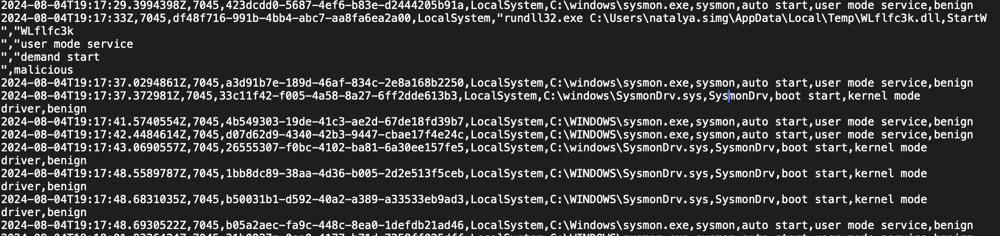 2024-08-04T19:17:29.3994398Z,7045,423dcdd0-5687-4ef6-b83e-d2444205b91a,LocalSystem,C:\windows\sysmon.exe,sysmon,auto start,user mode service,benign
2024-08-04T19:17:33Z,7045,df48f716-991b-4bb4-abc7-aa8fa6ea2a00,LocalSystem,"rundll32.exe C:\Users\natalya.simg\AppData\Local\Temp\WLflfc3k.dll,StartW
","WLflfc3k
","user mode service
","demand start
",malicious
2024-08-04T19:17:37.0294861Z,7045,a3d91b7e-189d-46af-834c-2e8a168b2250,LocalSystem,C:\windows\sysmon.exe,sysmon,auto start,user mode service,benign
2024-08-04T19:17:37.372981Z,7045,33c11f42-f005-4a58-8a27-6ff2dde613b3,LocalSystem,C:\windows\SysmonDrv.sys,SysmonDrv,boot start,kernel mode
driver,benign
2024-08-04T19:17:41.5740554Z,7045,4b549303-19de-41c3-ae2d-67de18fd39b7,LocalSystem,C:\WINDOWS\sysmon.exe,sysmon,auto start,user mode service,benign
2024-08-04T19:17:42.4484614Z,7045,d07d62d9-4340-42b3-9447-cbae17f4e24c,LocalSystem,C:\WINDOWS\sysmon.exe,sysmon,auto start,user mode service,benign
2024-08-04T19:17:43.0690557Z,7045,26555307-f0bc-4102-ba81-6a30ee157fe5,LocalSystem,C:\windows\SysmonDrv.sys,SysmonDrv,boot start,kernel mode
driver,benign
2024-08-04T19:17:48.5589787Z,7045,1bb8dc89-38aa-4d36-b005-2d2e513f5ceb,LocalSystem,C:\WINDOWS\SysmonDrv.sys,SysmonDrv,boot start,kernel mode
driver,benign
2024-08-04T19:17:48.6831035Z,7045,b50031b1-d592-40a2-a389-a33533eb9ad3,LocalSystem,C:\WINDOWS\SysmonDrv.sys,SysmonDrv,boot start,kernel mode
driver,benign
2024-08-04T19:17:48.6930522Z,7045,b05a2aec-fa9c-448c-8ea0-1defdb21ad46,LocalSystem,C:\Windows\sysmon.exe,sysmon,auto start,user mode service,benign